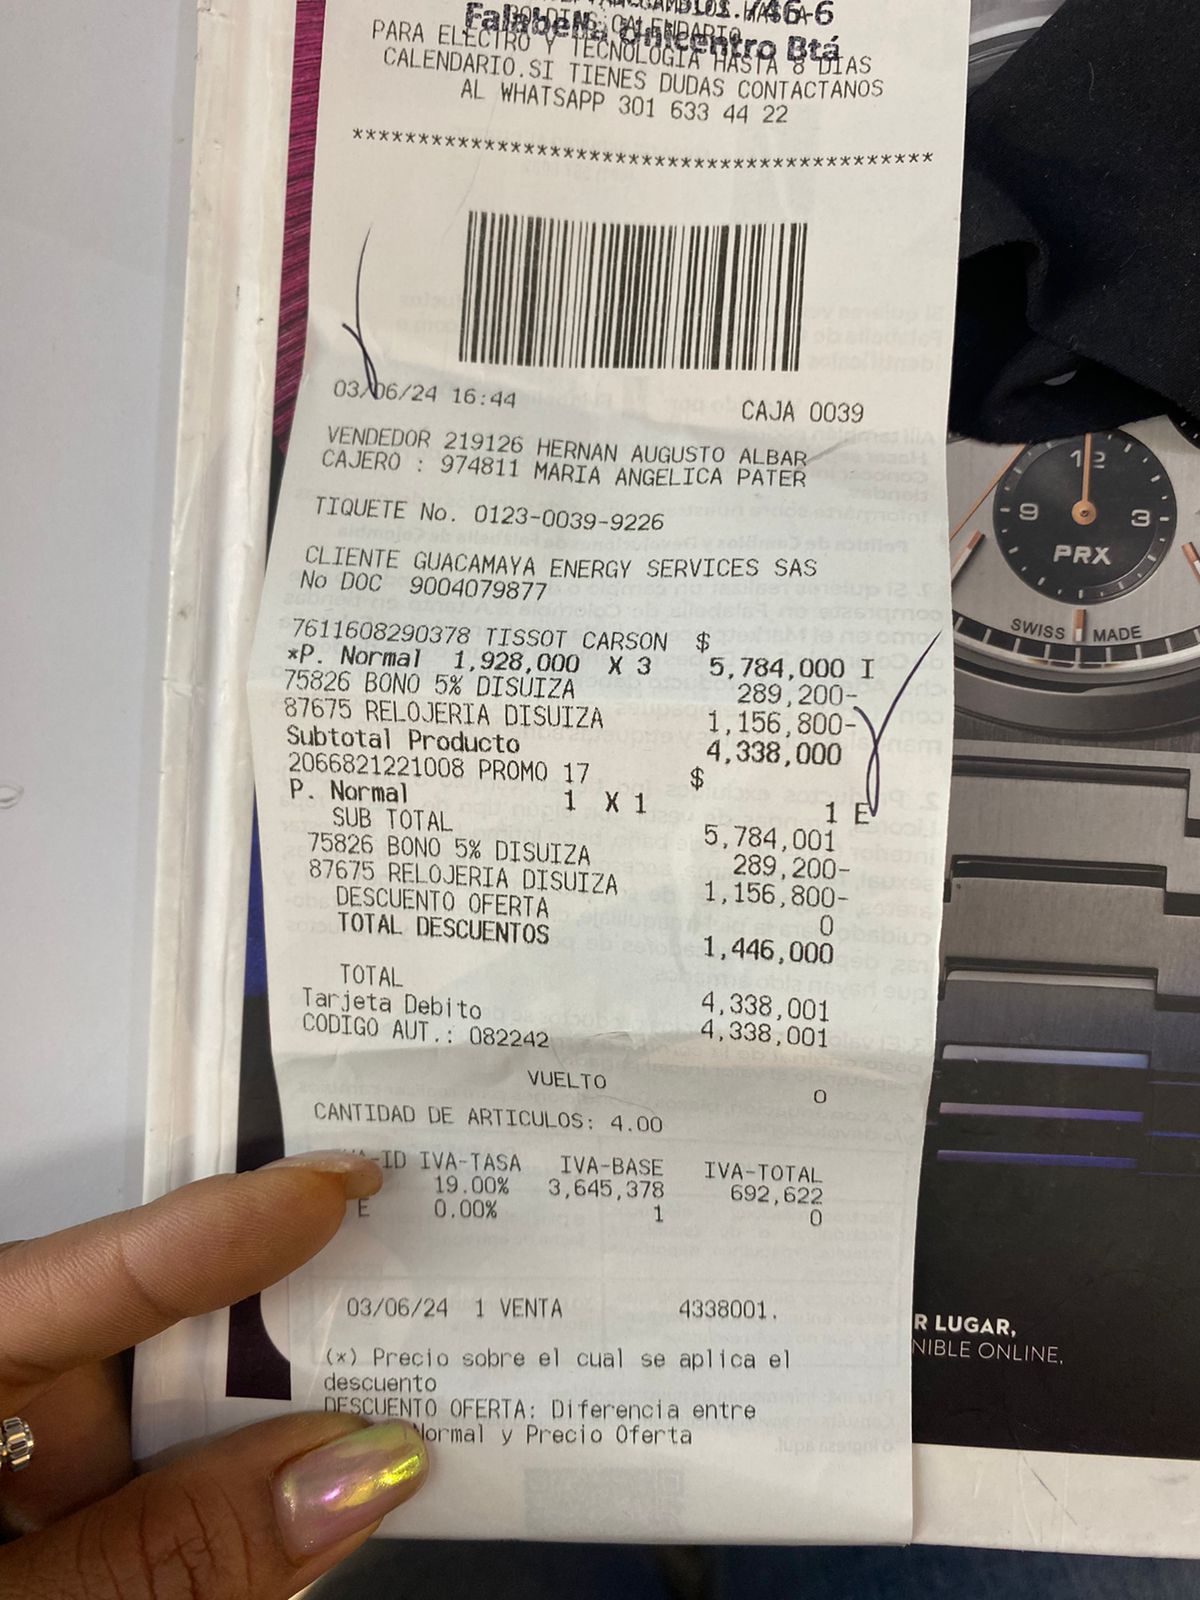 Falabella Unicentro Btá
PARA ELECTRO Y TECNOLOGIA HASTA 8 DIAS
CALENDARIO.SI TIENES DUDAS CONTACTANOS
AL WHATSAPP 301 633 44 22
********************************************
03/06/24 16:44 CAJA 0039
VENDEDOR 219126 HERNAN AUGUSTO ALBAR
CAJERO : 974811 MARIA ANGELICA PATER
TIQUETE No. 0123-0039-9226
CLIENTE GUACAMAYA ENERGY SERVICES SAS
No DOC 9004079877
7611608290378 TISSOT CARSON $
*P. Normal 1,928,000 X 3 5,784,000 I
75826 BONO 5% DISUIZA 289,200-
87675 RELOJERIA DISUIZA 1,156,800-
Subtotal Producto 4,338,000
2066821221008 PROMO 17 $
P. Normal 1 X 1 1 E
SUB TOTAL 5,784,001
75826 BONO 5% DISUIZA 289,200-
87675 RELOJERIA DISUIZA 1,156,800-
DESCUENTO OFERTA 0
TOTAL DESCUENTOS 1,446,000
TOTAL 4,338,001
Tarjeta Debito 4,338,001
CODIGO AUT.: 082242
VUELTO 0
CANTIDAD DE ARTICULOS: 4.00
IVA-TASA IVA-BASE IVA-TOTAL
19.00% 3,645,378 692,622
E 0.00% 1 0
03/06/24 1 VENTA 4338001.
(*) Precio sobre el cual se aplica el
descuento
DESCUENTO OFERTA: Diferencia entre
Normal y Precio Oferta
12
9 3
PRX
SWISS MADE
R LUGAR,
NIBLE ONLINE.